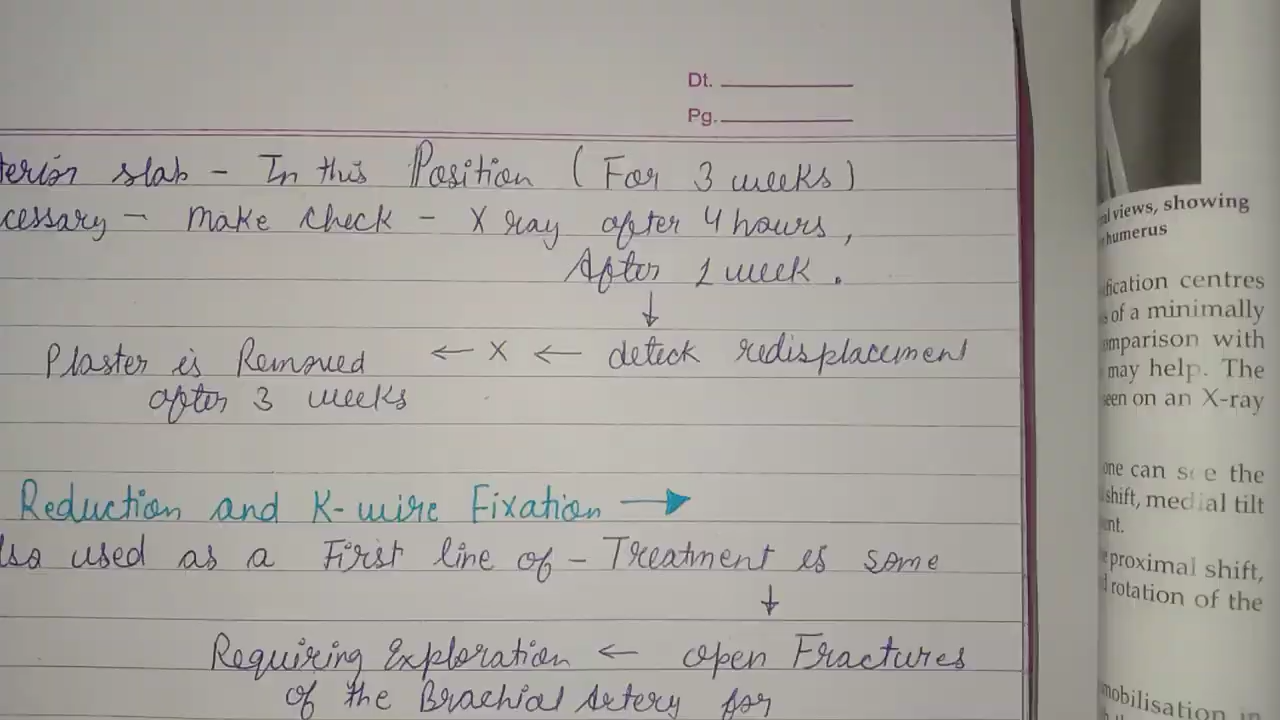 Dt.
Pg.
terior slab - In this Position (For 3 weeks)
cessary - make check - X ray after 4 hours,
After 1 week.
↓
Plaster is Removed ← X ← deteck redisplacement
after 3 weeks
Reduction and K-wire Fixation →
lso used as a First line of - Treatment is some
↓
Requiring Exploration ← open Fractures
of the Brachial Artery for
al views, showing
humerus
fication centres
of a minimally
mparison with
may help. The
seen on an X-ray
one can see the
shift, medial tilt
nt.
proximal shift,
rotation of the
mobilisation in